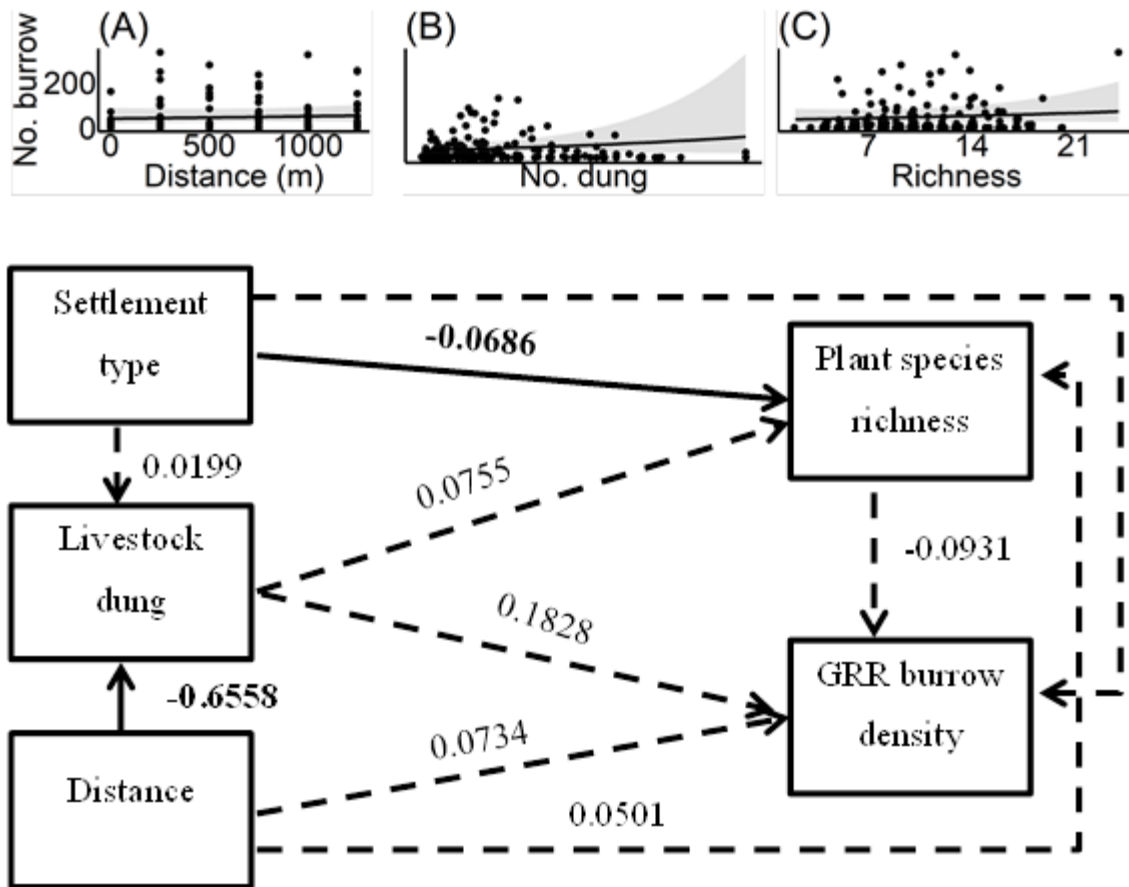 (A)
(B)
(C)
No. burrow
200
0
0
500
1000
Distance (m)
No. dung
7
14
21
Richness
Settlement
type
-0.0686
Plant species
richness
0.0199
0.0755
Livestock
dung
-0.0931
0.1828
GRR burrow
density
-0.6558
0.0734
Distance
0.0501